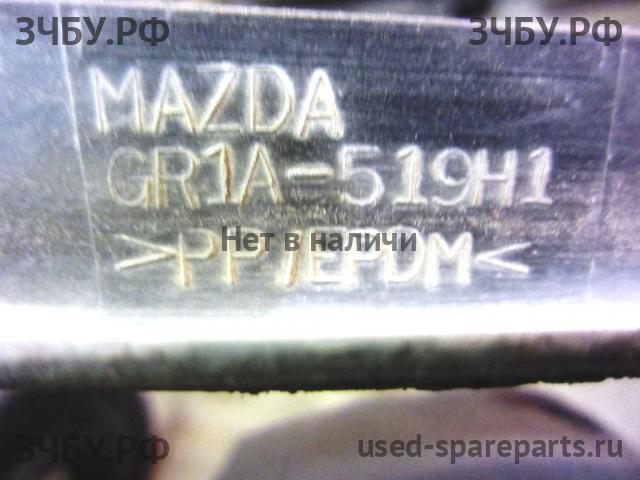 ЗЧБУ.РФ ЗЧБУ.РФ
MAZDA
GR1A-519H1
Нет в наличи
>PP/EPDM<
ЗЧБУ.РФ used-spareparts.ru